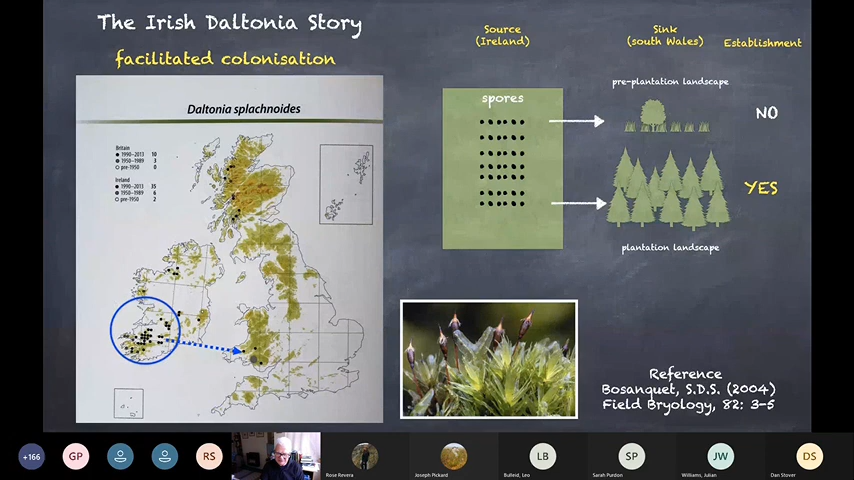 The Irish Daltonia Story
facilitated colonisation
Daltonia splachnoides
Britain
1990–2013 10
1950–1989 3
pre-1950 0
Ireland
1990–2013 35
1950–1989 6
pre-1950 2
Source
(Ireland)
Sink
(south Wales)
Establishment
spores
pre-plantation landscape
NO
YES
plantation landscape
Reference
Bosanquet, S.D.S. (2004)
Field Bryology, 82: 3-5
+166
GP
RS
Rose Revera
Joseph Pickard
LB
Bulleid, Leo
SP
Sarah Purdon
JW
Williams, Julian
DS
Dan Stover